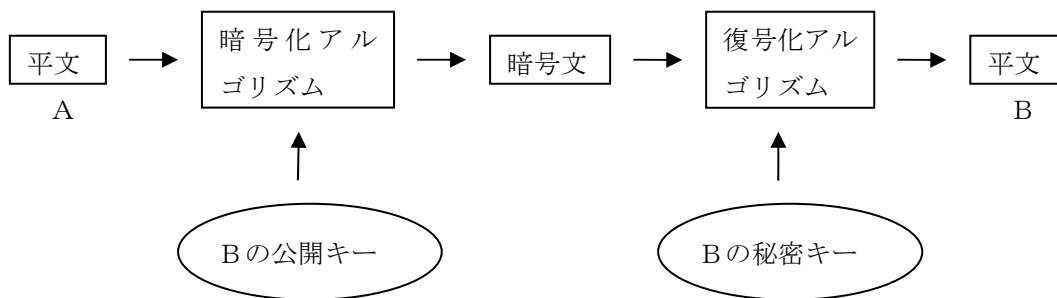 平文
A
暗号化アル
ゴリズム
暗号文
復号化アル
ゴリズム
平文
B
Bの公開キー
Bの秘密キー